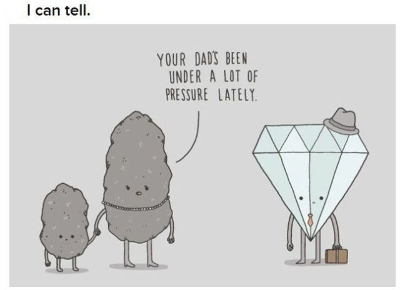 I can tell.
YOUR DAD'S BEEN
UNDER A LOT OF
PRESSURE LATELY.